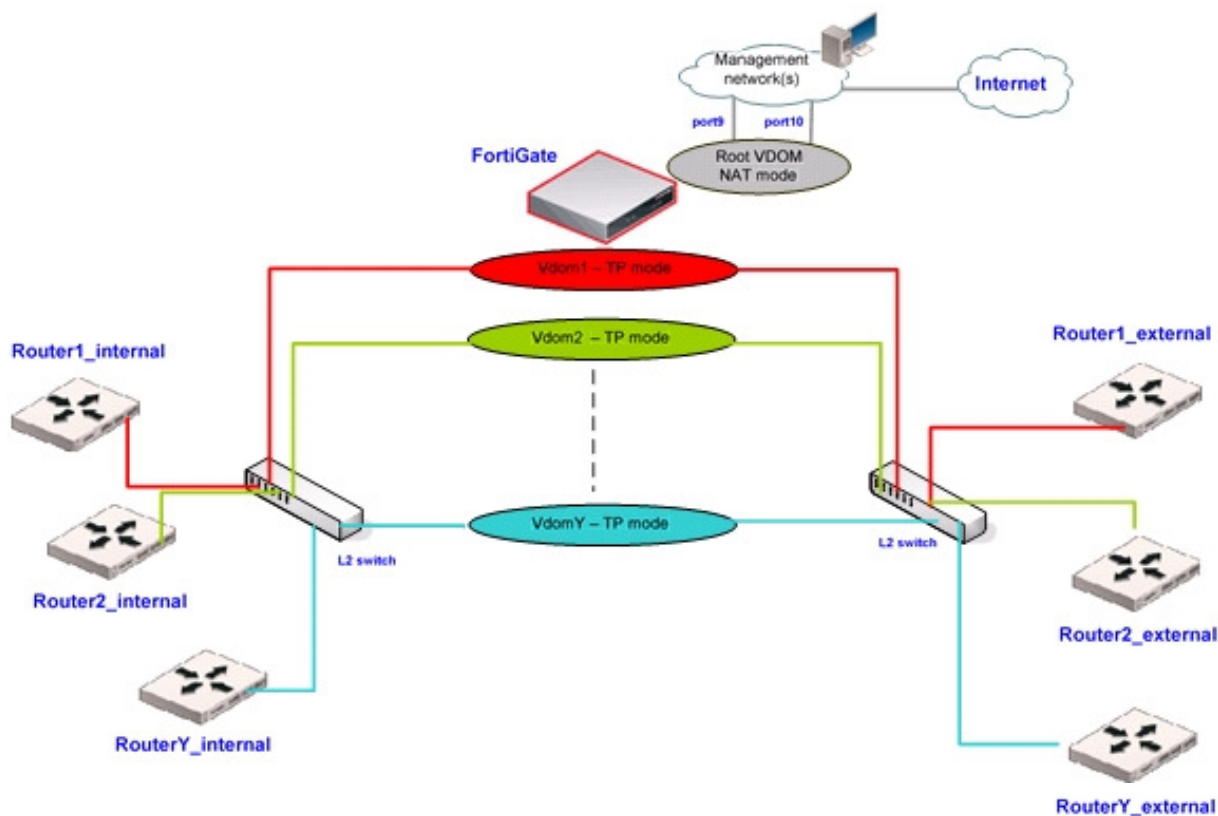 Management
network(s)
Internet
port9
port10
FortiGate
Root VDOM
NAT mode
Vdom1 – TP mode
Vdom2 – TP mode
Router1_internal
Router1_external
VdomY – TP mode
L2 switch
L2 switch
Router2_internal
Router2_external
RouterY_internal
RouterY_external